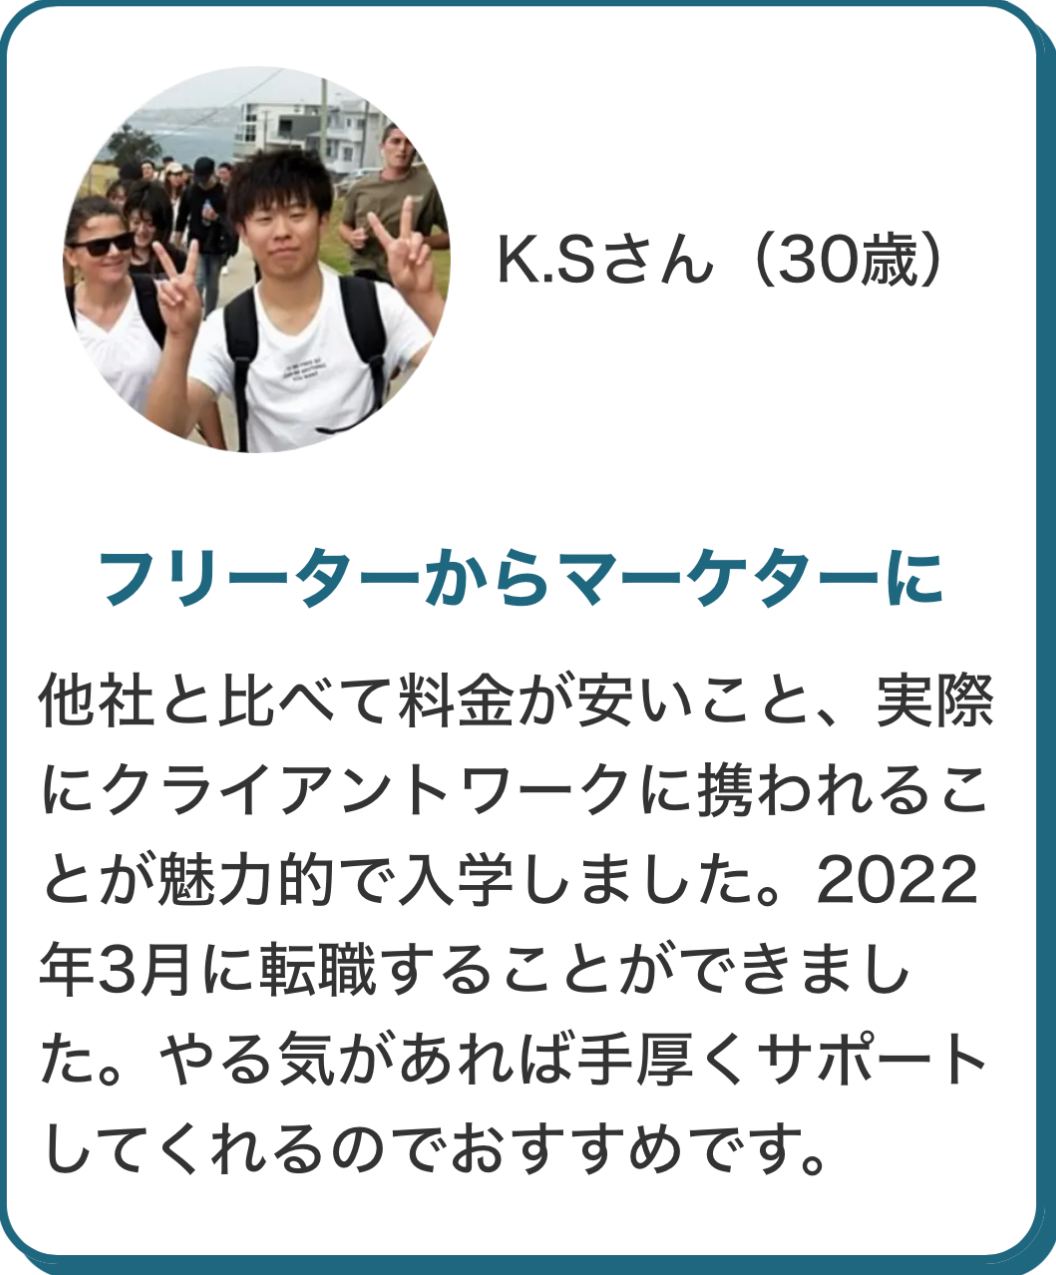 K.Sさん（30歳）
フリーターからマーケターに
他社と比べて料金が安いこと、実際
にクライアントワークに携われるこ
とが魅力的で入学しました。2022
年3月に転職することができまし
た。やる気があれば手厚くサポート
してくれるのでおすすめです。